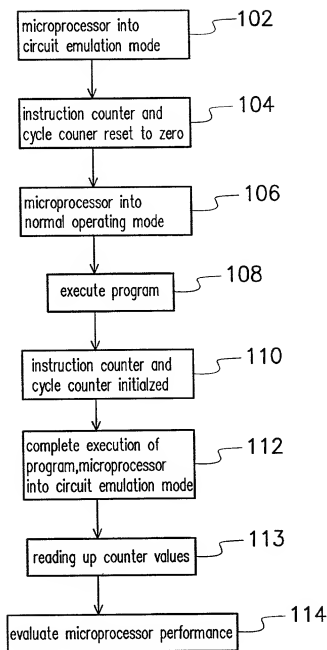 microprocessor into
circuit emulation mode
102
instruction counter and
cycle couner reset to zero
104
microprocessor into
normal operating mode
106
execute program
108
instruction counter and
cycle counter initialzed
110
complete execution of
program,microprocessor
into circuit emulation mode
112
reading up counter values
113
evaluate microprocessor performance
114